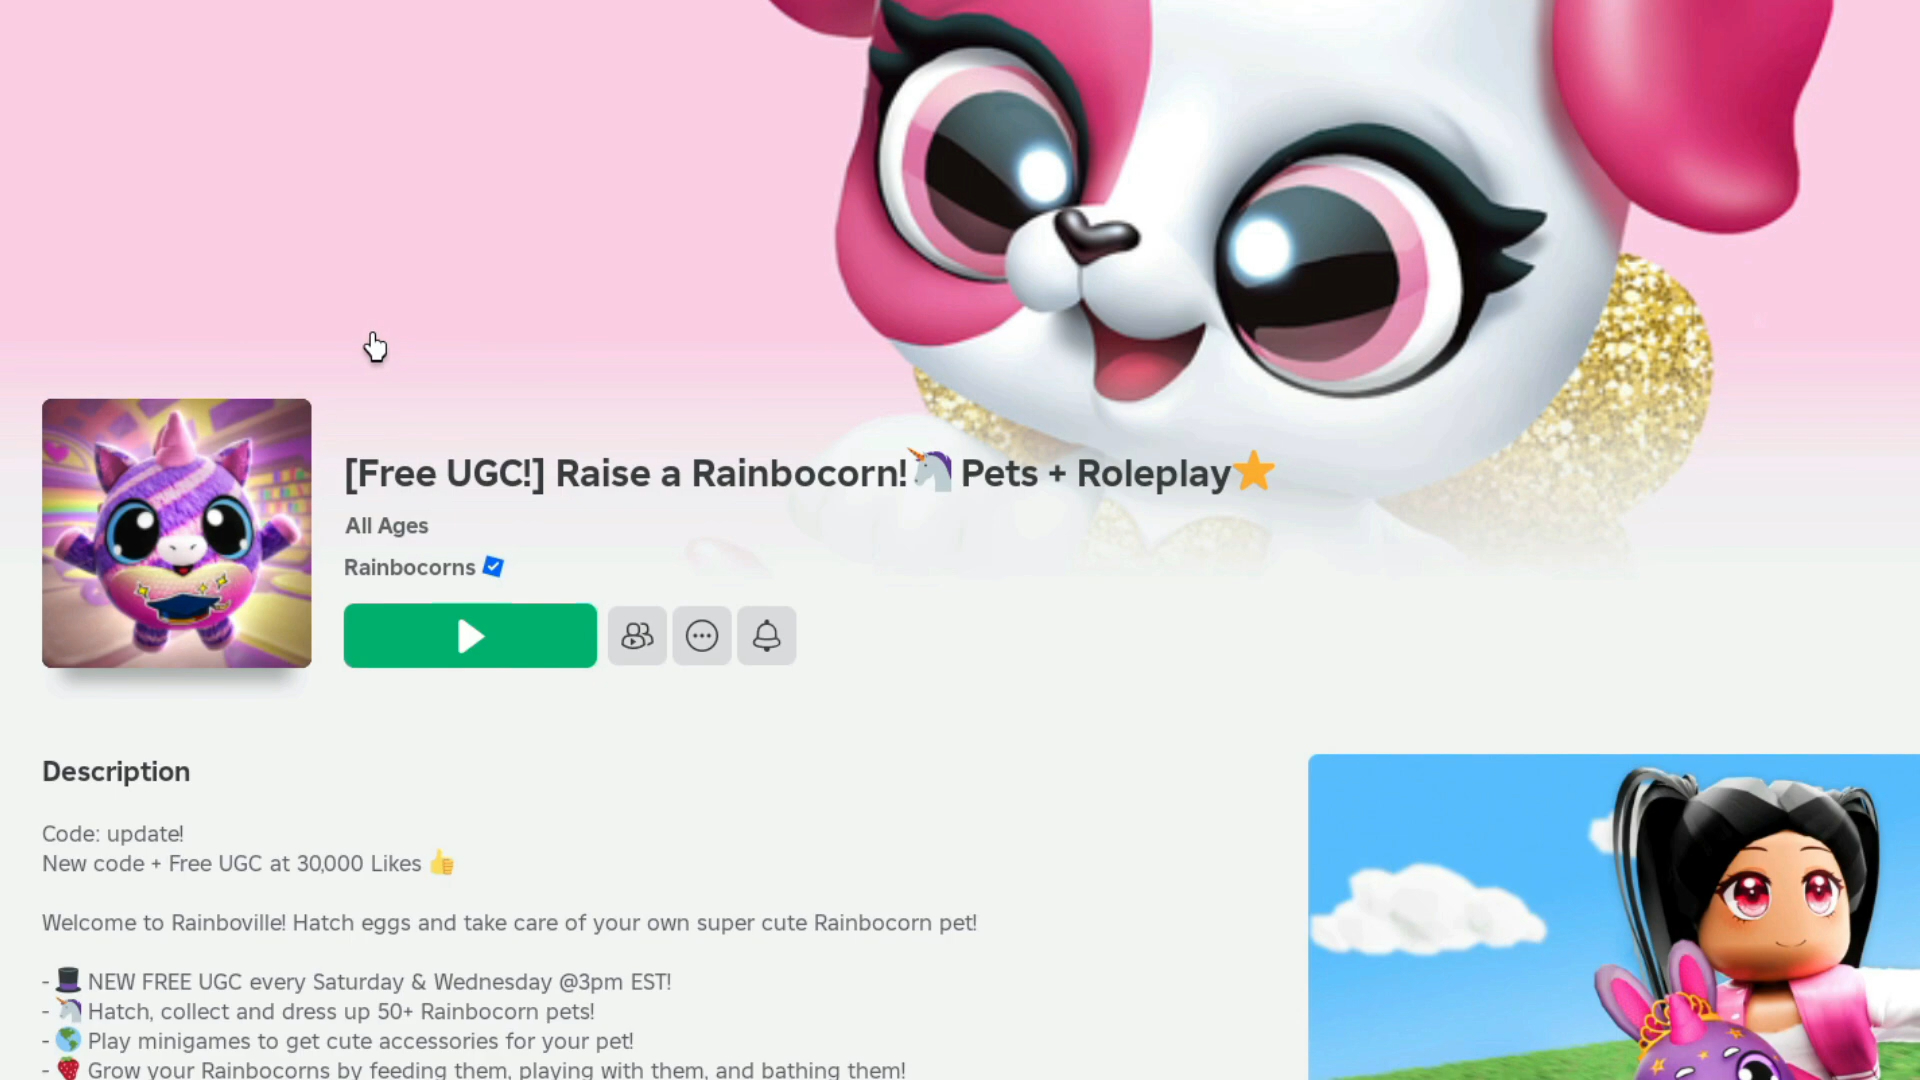 [Free UGC!] Raise a Rainbocorn!🦄 Pets + Roleplay⭐
All Ages
Rainbocorns
Description
Code: update!
New code + Free UGC at 30,000 Likes 👍
Welcome to Rainboville! Hatch eggs and take care of your own super cute Rainbocorn pet!
- 🎩 NEW FREE UGC every Saturday & Wednesday @3pm EST!
- 🦄 Hatch, collect and dress up 50+ Rainbocorn pets!
- 🌎 Play minigames to get cute accessories for your pet!
- 🍓 Grow your Rainbocorns by feeding them, playing with them, and bathing them!